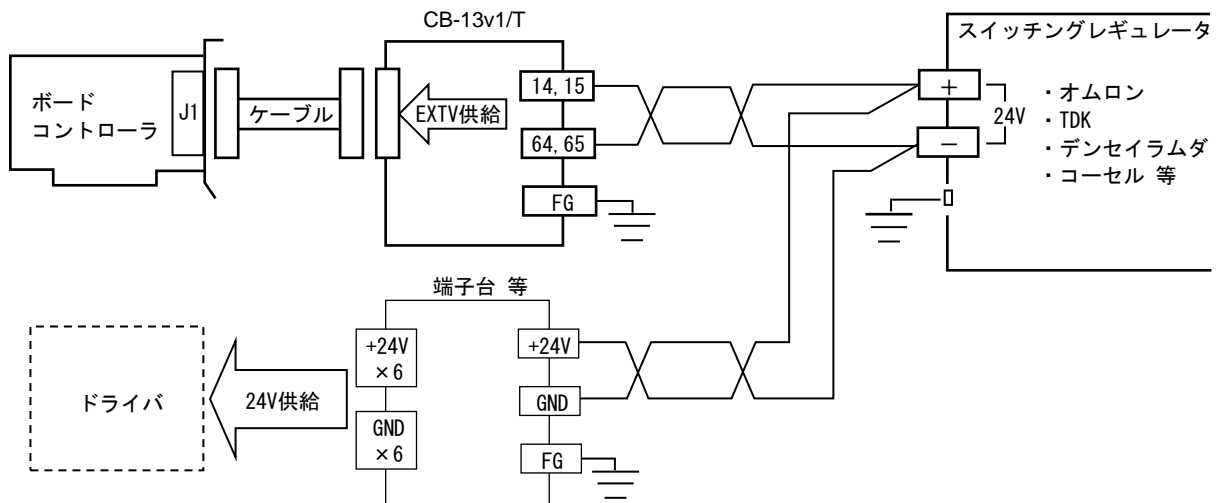 CB-13v1/T
スイッチングレギュレータ
ボード
コントローラ
J1
ケーブル
EXTV供給
14, 15
64, 65
FG
+
-
24V
・オムロン
・TDK
・デンセイラムダ
・コーセル 等
端子台 等
ドライバ
24V供給
+24V
×6
GND
×6
+24V
GND
FG